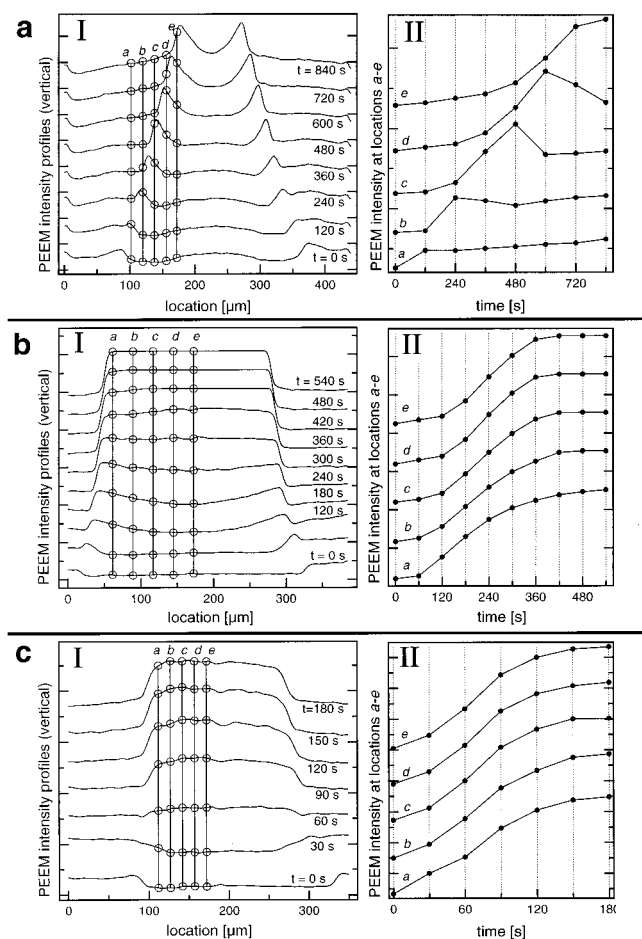 a
I
a b c d e
t = 840 s
720 s
600 s
480 s
360 s
240 s
120 s
t = 0 s
PEEM intensity profiles (vertical)
0 100 200 300 400
location [µm]
II
e
d
c
b
a
PEEM intensity at locations a-e
0 240 480 720
time [s]
b
I
a b c d e
t = 540 s
480 s
420 s
360 s
300 s
240 s
180 s
120 s
t = 0 s
PEEM intensity profiles (vertical)
0 100 200 300
location [µm]
II
e
d
c
b
a
PEEM intensity at locations a-e
0 120 240 360 480
time [s]
c
I
a b c d e
t=180 s
150 s
120 s
90 s
60 s
30 s
t = 0 s
PEEM intensity profiles (vertical)
0 100 200 300
location [µm]
II
e
d
c
b
a
PEEM intensity at locations a-e
0 60 120 180
time [s]